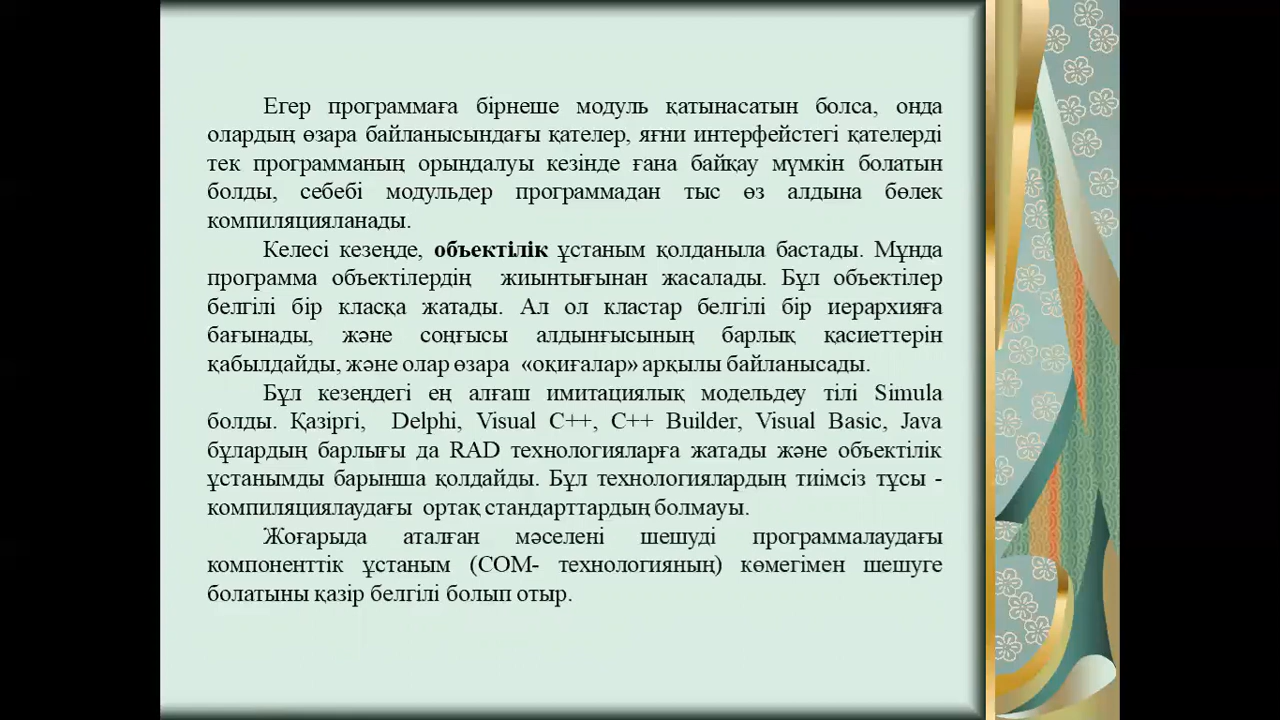 Егер программаға бірнеше модуль қатынасатын болса, онда
олардың өзара байланысындағы қателер, яғни интерфейстегі қателерді
тек программаның орындалуы кезінде ғана байқау мүмкін болатын
болды, себебі модульдер программадан тыс өз алдына бөлек
компиляцияланады.
Келесі кезеңде, объектілік ұстаным қолданыла бастады. Мұнда
программа объектілердің жиынтығынан жасалады. Бұл объектілер
белгілі бір класқа жатады. Ал ол кластар белгілі бір иерархияға
бағынады, және соңғысы алдынғысының барлық қасиеттерін
қабылдайды, және олар өзара «оқиғалар» арқылы байланысады.
Бұл кезеңдегі ең алғаш имитациялық модельдеу тілі Simula
болды. Қазіргі, Delphi, Visual C++, C++ Builder, Visual Basic, Java
бұлардың барлығы да RAD технологияларға жатады және объектілік
ұстанымды барынша қолдайды. Бұл технологиялардың тиімсіз тұсы -
компиляциялаудағы ортақ стандарттардың болмауы.
Жоғарыда аталған мәселені шешуді программалаудағы
компоненттік ұстаным (COM- технологияның) көмегімен шешуге
болатыны қазір белгілі болып отыр.